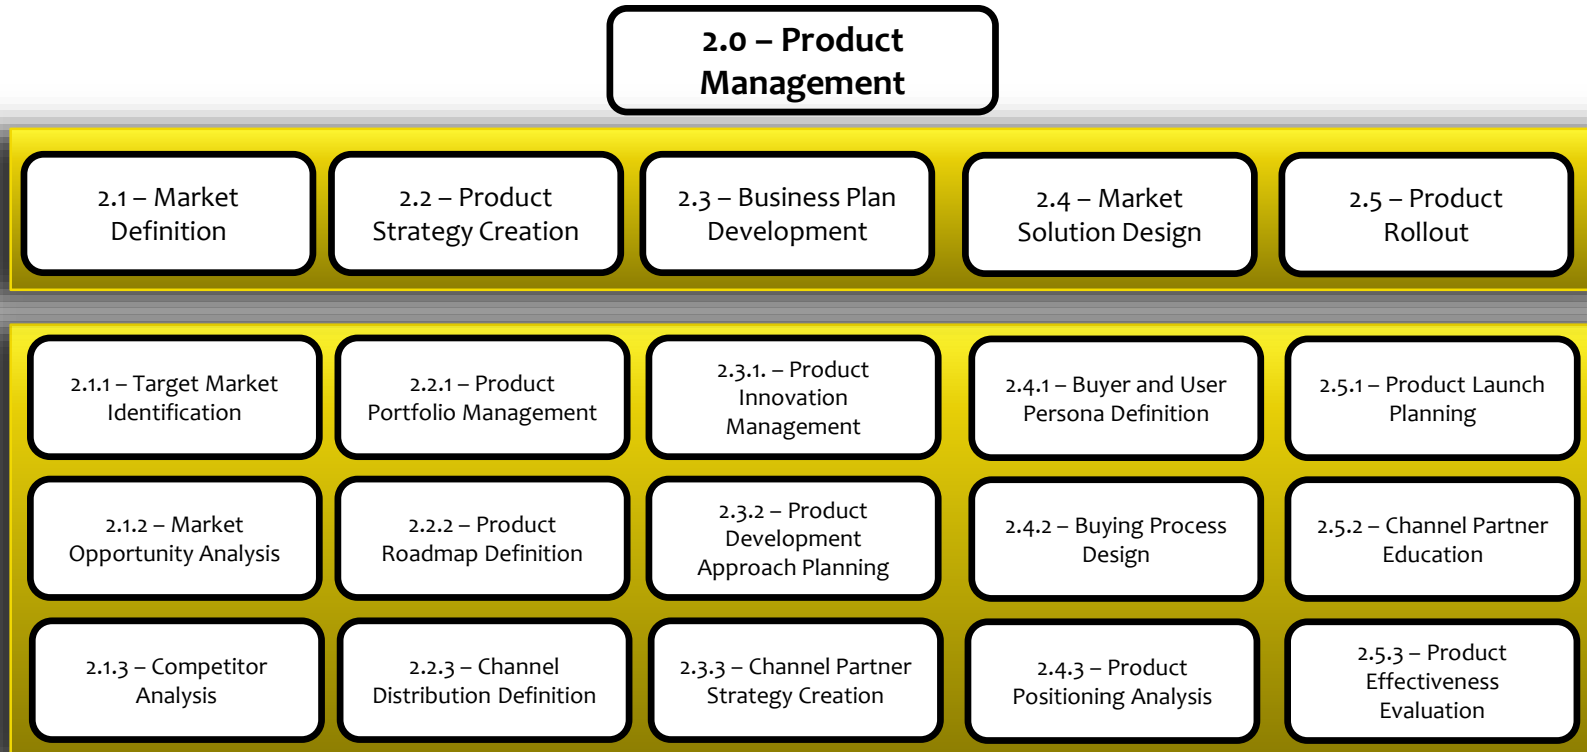 2.0 – Product
Management
2.1 – Market
Definition
2.2 – Product
Strategy Creation
2.3 – Business Plan
Development
2.4 – Market
Solution Design
2.5 – Product
Rollout
2.1.1 – Target Market
Identification
2.2.1 – Product
Portfolio Management
2.3.1. – Product
Innovation
Management
2.4.1 – Buyer and User
Persona Definition
2.5.1 – Product Launch
Planning
2.1.2 – Market
Opportunity Analysis
2.2.2 – Product
Roadmap Definition
2.3.2 – Product
Development
Approach Planning
2.4.2 – Buying Process
Design
2.5.2 – Channel Partner
Education
2.1.3 – Competitor
Analysis
2.2.3 – Channel
Distribution Definition
2.3.3 – Channel Partner
Strategy Creation
2.4.3 – Product
Positioning Analysis
2.5.3 – Product
Effectiveness
Evaluation